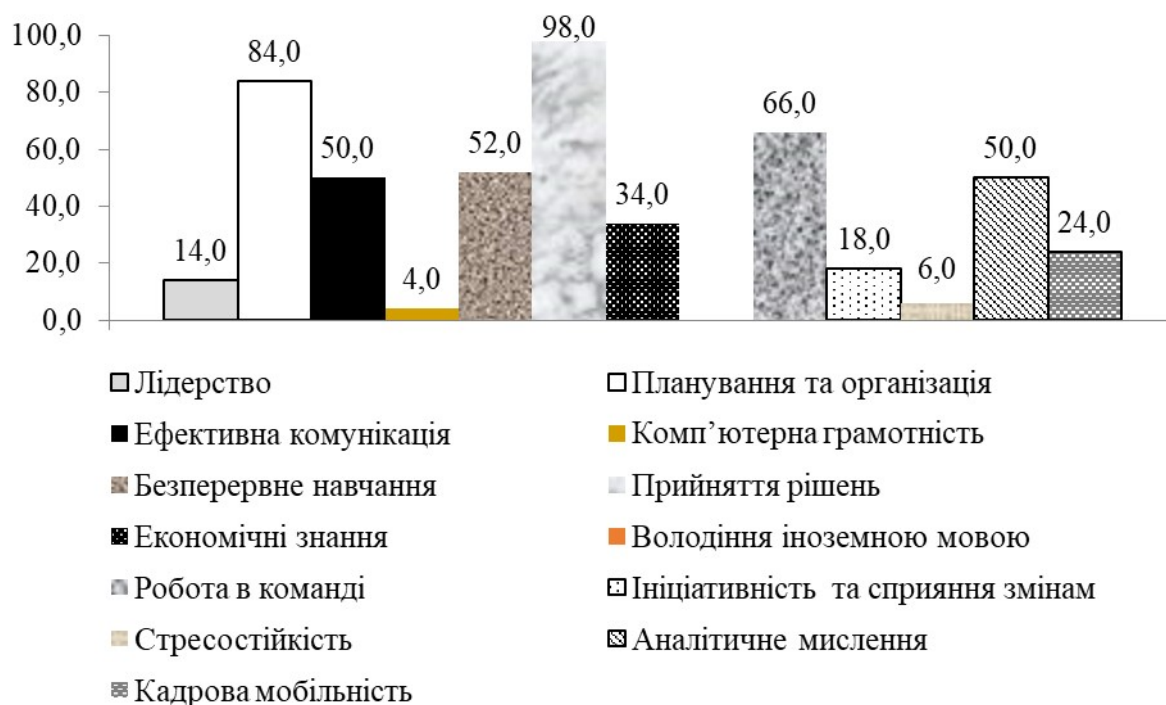 100,0
80,0
60,0
40,0
20,0
0,0
14,0
84,0
50,0
4,0
52,0
98,0
34,0
66,0
18,0
6,0
50,0
24,0
Лідерство
Планування та організація
Ефективна комунікація
Комп’ютерна грамотність
Безперервне навчання
Прийняття рішень
Економічні знання
Володіння іноземною мовою
Робота в команді
Ініціативність та сприяння змінам
Стресостійкість
Аналітичне мислення
Кадрова мобільність